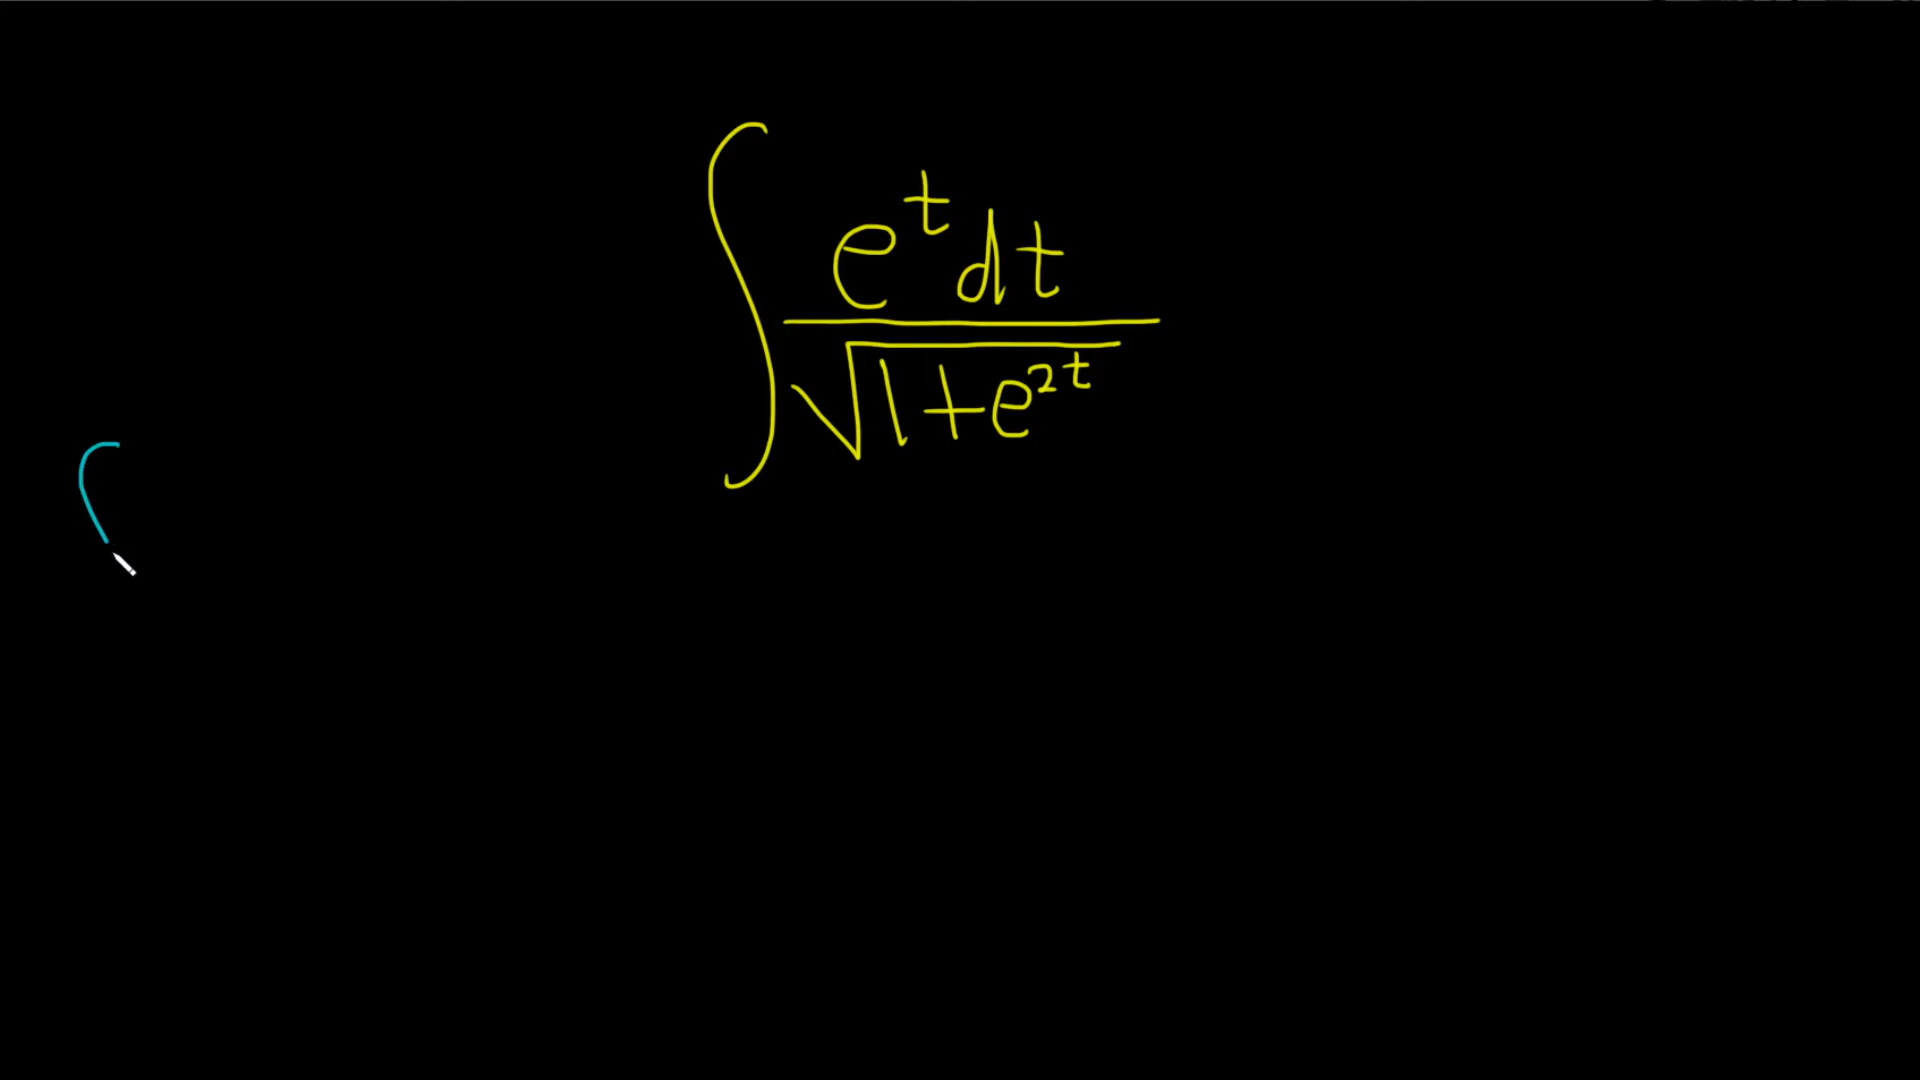 ∫ e^t dt / √(1+e^{2t})